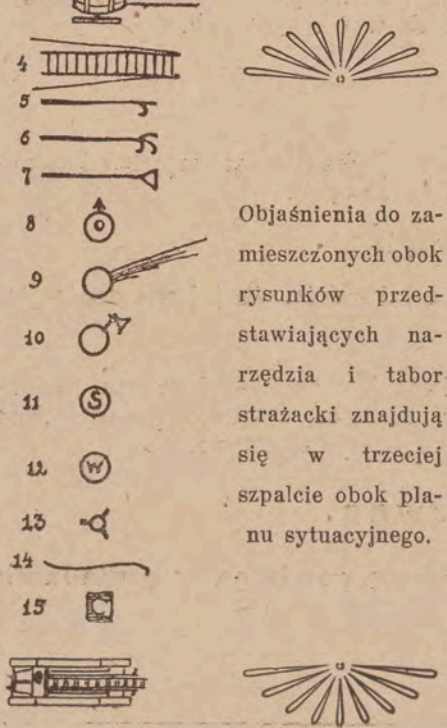 4
5
6
7
8
9
10
11 S
12 W
13
14
15 C
Objaśnienia do za-
mieszczonych obok
rysunków przed-
stawiających na-
rzędzia i tabor
strażacki znajdują
się w trzeciej
szpalcie obok pla-
nu sytuacyjnego.